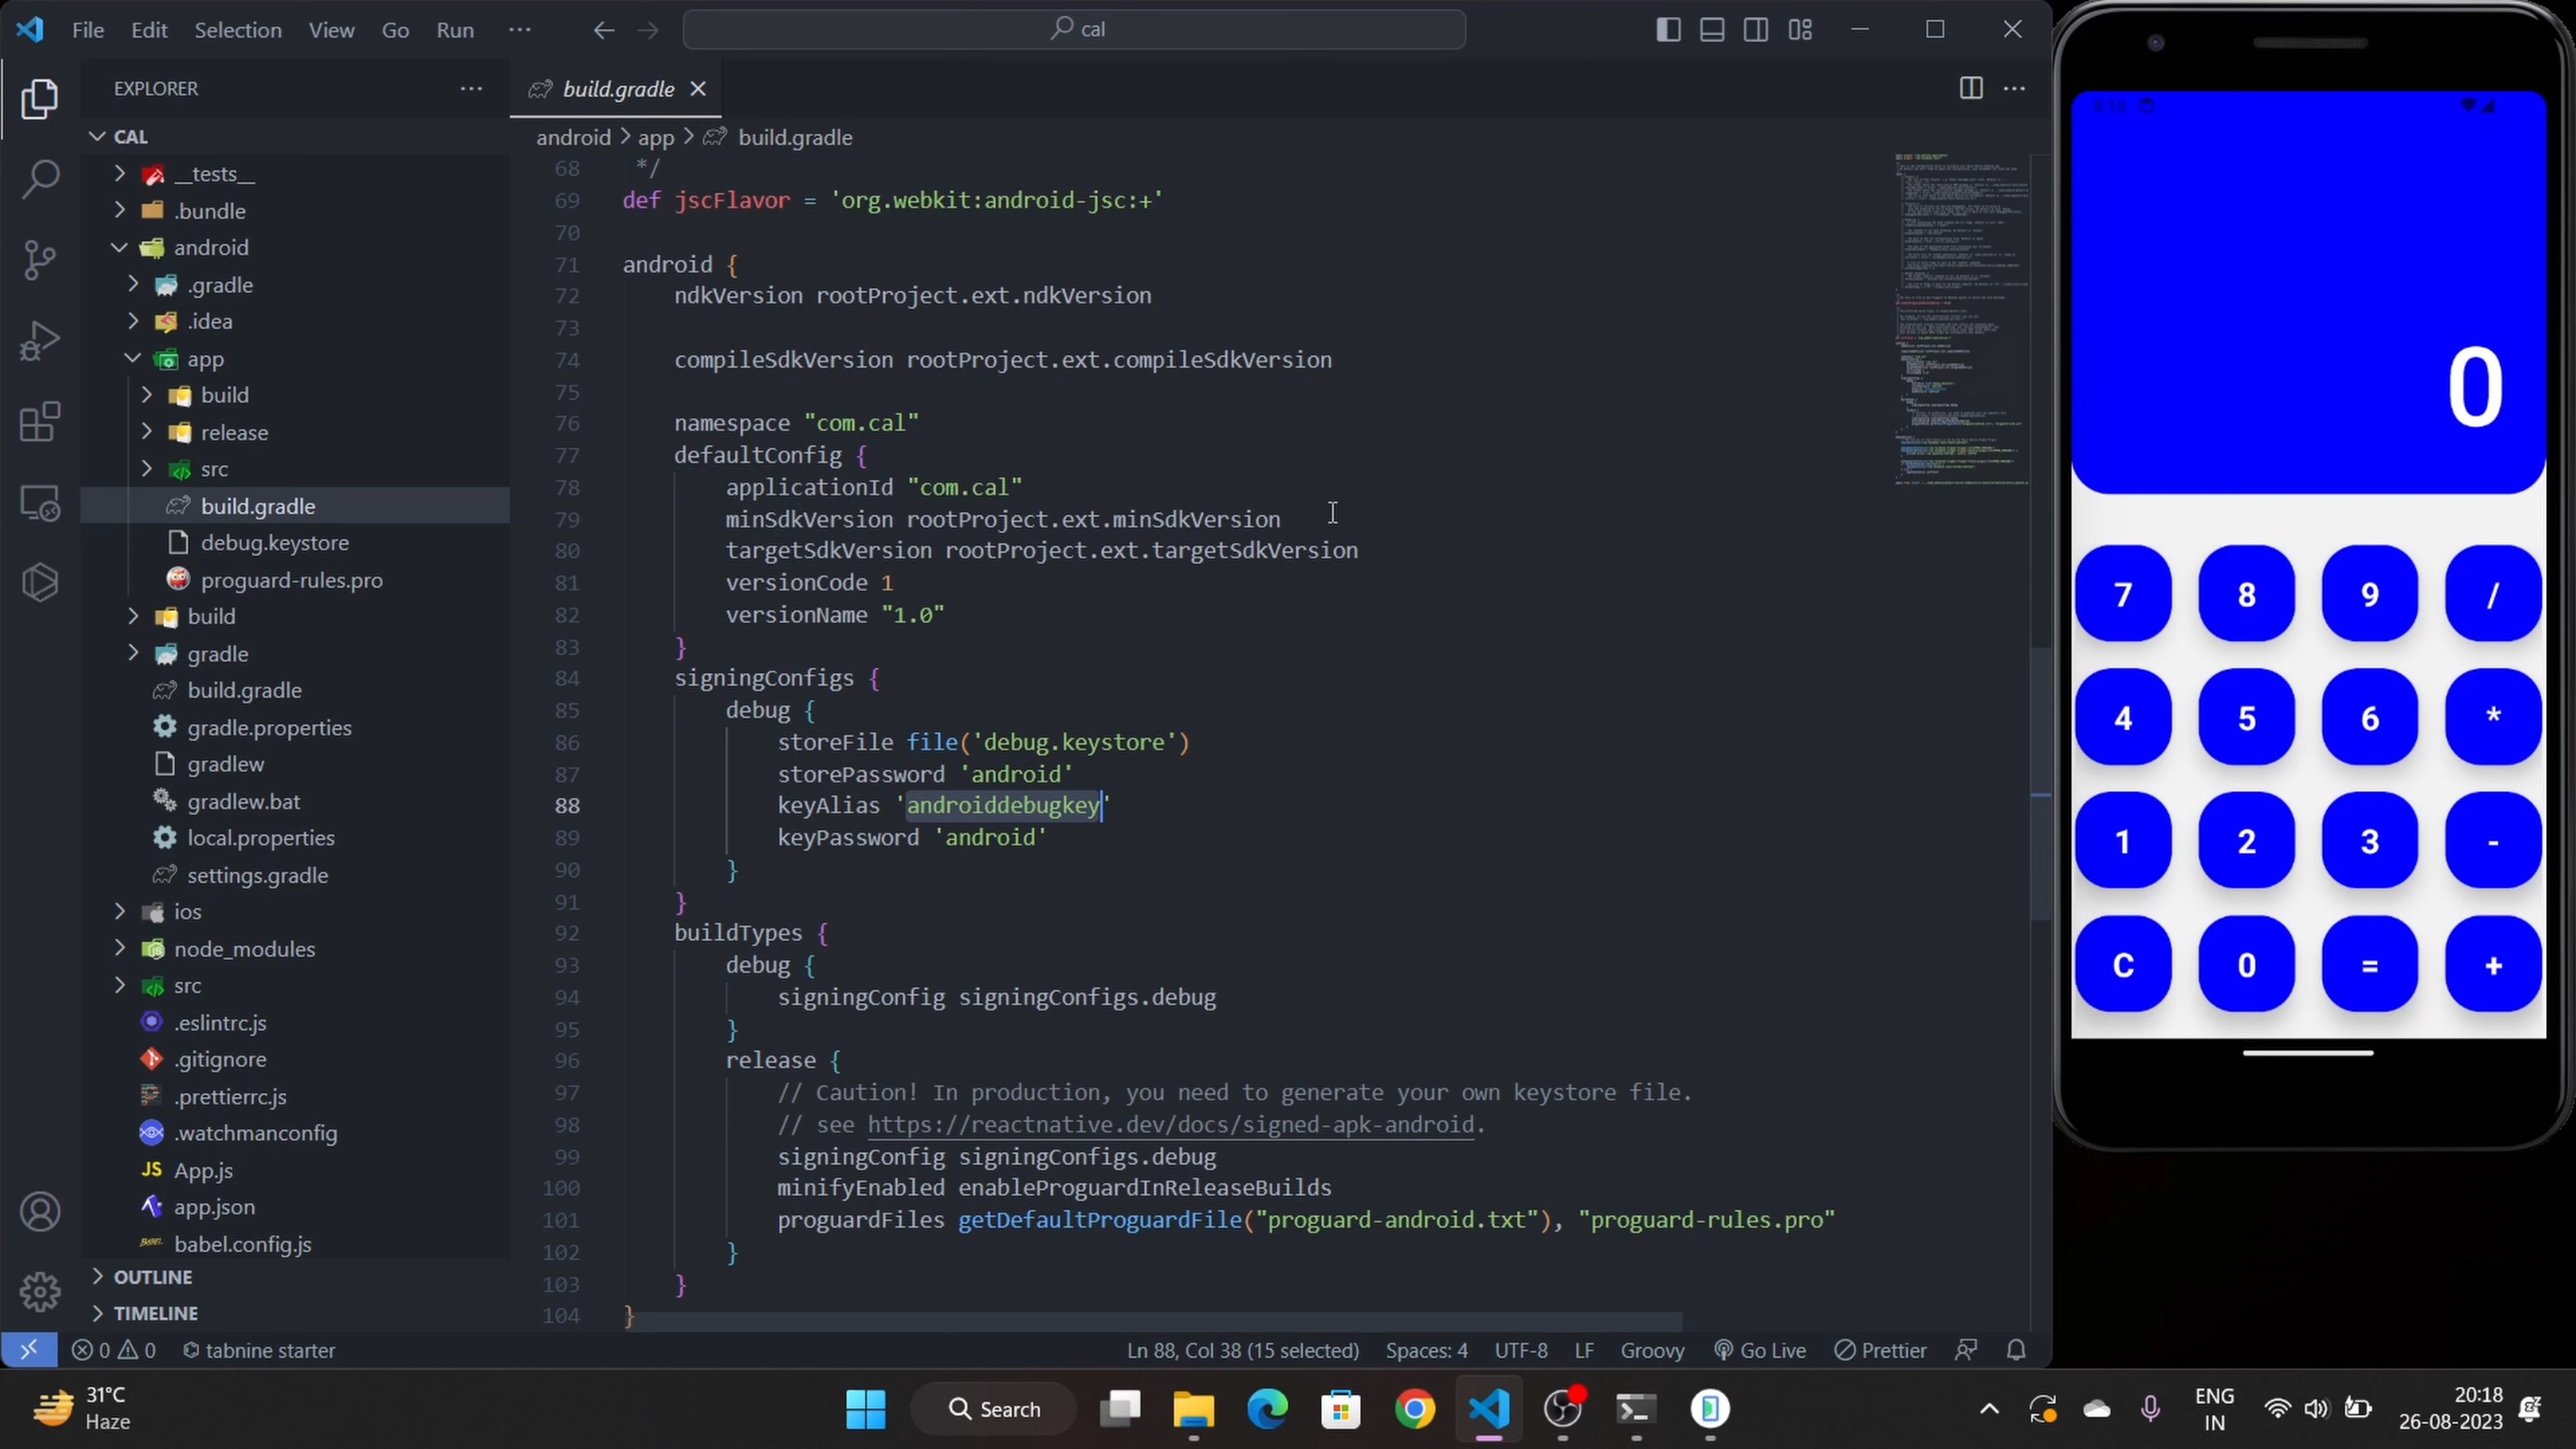 File Edit Selection View Go Run ··· cal
EXPLORER ···
CAL
__tests__
.bundle
android
.gradle
.idea
app
build
release
src
build.gradle
debug.keystore
proguard-rules.pro
build
gradle
build.gradle
gradle.properties
gradlew
gradlew.bat
local.properties
settings.gradle
ios
node_modules
src
.eslintrc.js
.gitignore
.prettierrc.js
.watchmanconfig
JS App.js
app.json
babel.config.js
OUTLINE
TIMELINE
build.gradle
android > app > build.gradle
68 */
69 def jscFlavor = 'org.webkit:android-jsc:+'
70
71 android {
72 ndkVersion rootProject.ext.ndkVersion
73
74 compileSdkVersion rootProject.ext.compileSdkVersion
75
76 namespace "com.cal"
77 defaultConfig {
78 applicationId "com.cal"
79 minSdkVersion rootProject.ext.minSdkVersion
80 targetSdkVersion rootProject.ext.targetSdkVersion
81 versionCode 1
82 versionName "1.0"
83 }
84 signingConfigs {
85 debug {
86 storeFile file('debug.keystore')
87 storePassword 'android'
88 keyAlias 'androiddebugkey'
89 keyPassword 'android'
90 }
91 }
92 buildTypes {
93 debug {
94 signingConfig signingConfigs.debug
95 }
96 release {
97 // Caution! In production, you need to generate your own keystore file.
98 // see https://reactnative.dev/docs/signed-apk-android.
99 signingConfig signingConfigs.debug
100 minifyEnabled enableProguardInReleaseBuilds
101 proguardFiles getDefaultProguardFile("proguard-android.txt"), "proguard-rules.pro"
102 }
103 }
104 }
0 0 tabnine starter Ln 88, Col 38 (15 selected) Spaces: 4 UTF-8 LF Groovy Go Live Prettier
0
7 8 9 /
4 5 6 *
1 2 3 -
C 0 = +
31°C
Haze
Search
ENG
IN
20:18
26-08-2023